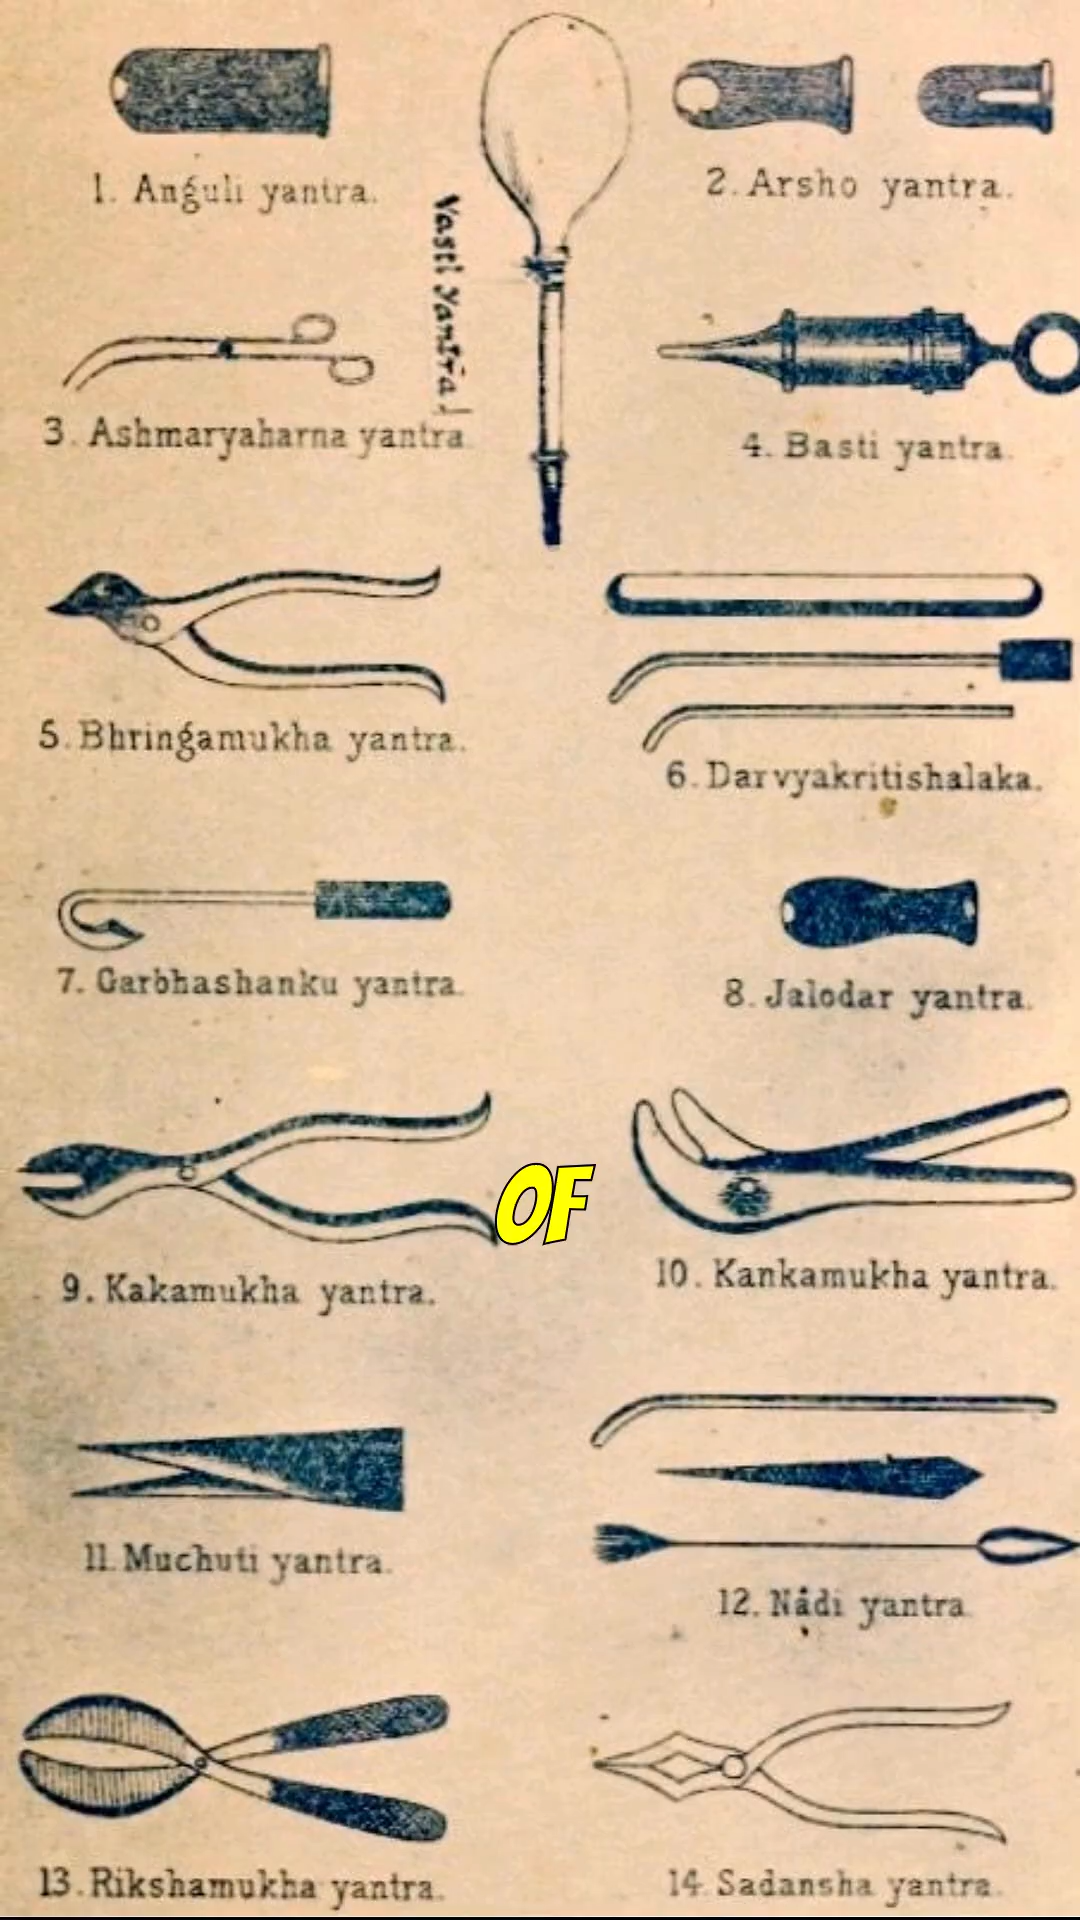 1. Anguli yantra.
2. Arsho yantra.
Vasti Yantra
3. Ashmaryaharna yantra.
4. Basti yantra.
5. Bhringamukha yantra.
6. Darvyakritishalaka.
7. Garbhashanku yantra.
8. Jalodar yantra.
OF
9. Kakamukha yantra.
10. Kankamukha yantra.
11. Muchuti yantra.
12. Nádi yantra
13. Rikshamukha yantra.
14. Sadansha yantra.